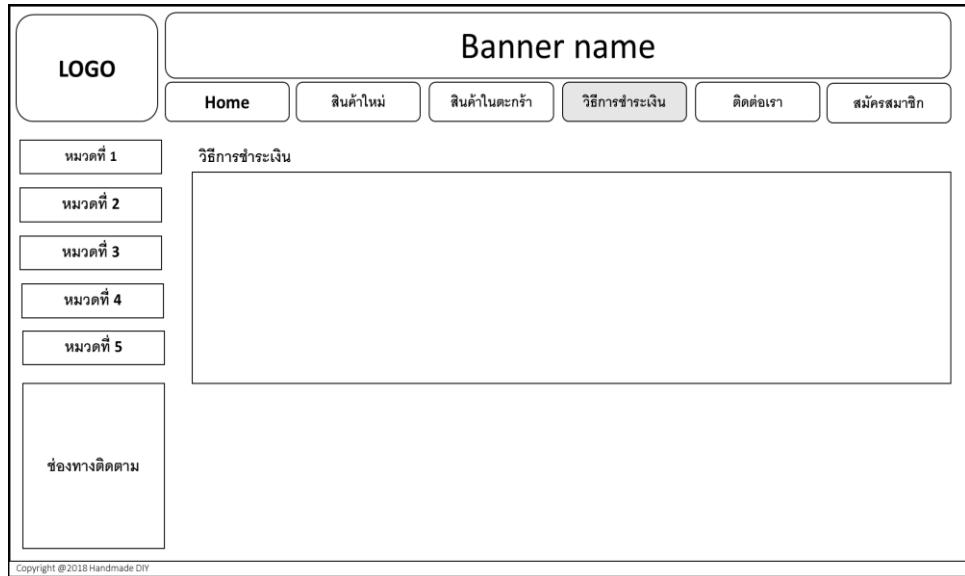 LOGO
Banner name
Home
สินค้าใหม่
สินค้าในตะกร้า
วิธีการชำระเงิน
ติดต่อเรา
สมัครสมาชิก
หมวดที่ 1
หมวดที่ 2
หมวดที่ 3
หมวดที่ 4
หมวดที่ 5
ช่องทางติดตาม
วิธีการชำระเงิน
Copyright @2018 Handmade DIY